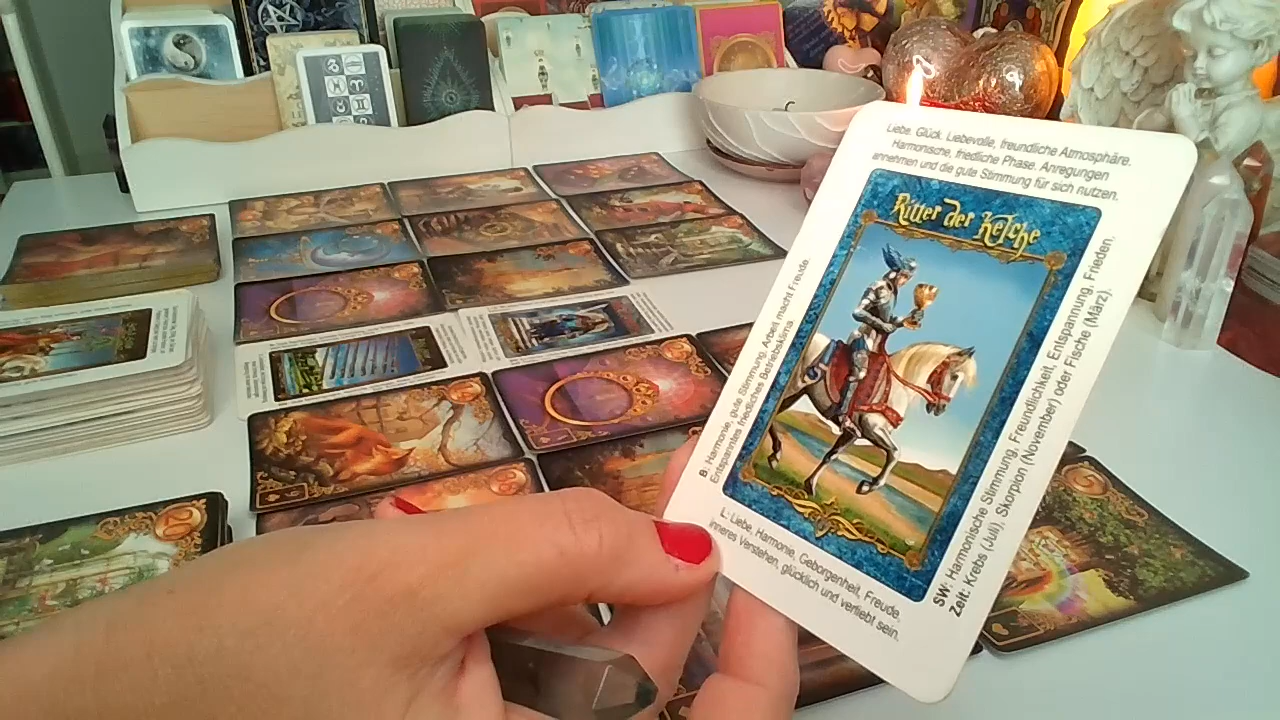 Liebe. Glück. Liebevolle, freundliche Atmosphäre.
Harmonische, friedliche Phase. Anregungen
annehmen und die gute Stimmung für sich nutzen.
Ritter der Kelche
B: Harmonie, gute Stimmung. Arbeit macht Freude.
Entspanntes friedliches Betriebsklima
L: Liebe, Harmonie, Geborgenheit, Freude,
inneres Verstehen, glücklich und verliebt sein.
SW: Harmonische Stimmung, Freundlichkeit, Entspannung, Frieden.
Zeit: Krebs (Juli), Skorpion (November) oder Fische (März).